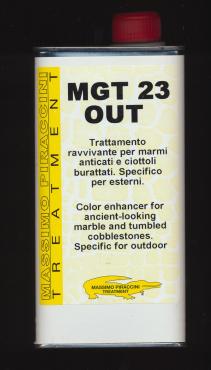 MASSIMO PIRACCINI
TREATMENT
MGT 23
OUT
Trattamento
ravvivante per marmi
anticati e ciottoli
burattati. Specifico
per esterni.
Color enhancer for
ancient-looking
marble and tumbled
cobblestones.
Specific for outdoor
MASSIMO PIRACCINI
TREATMENT